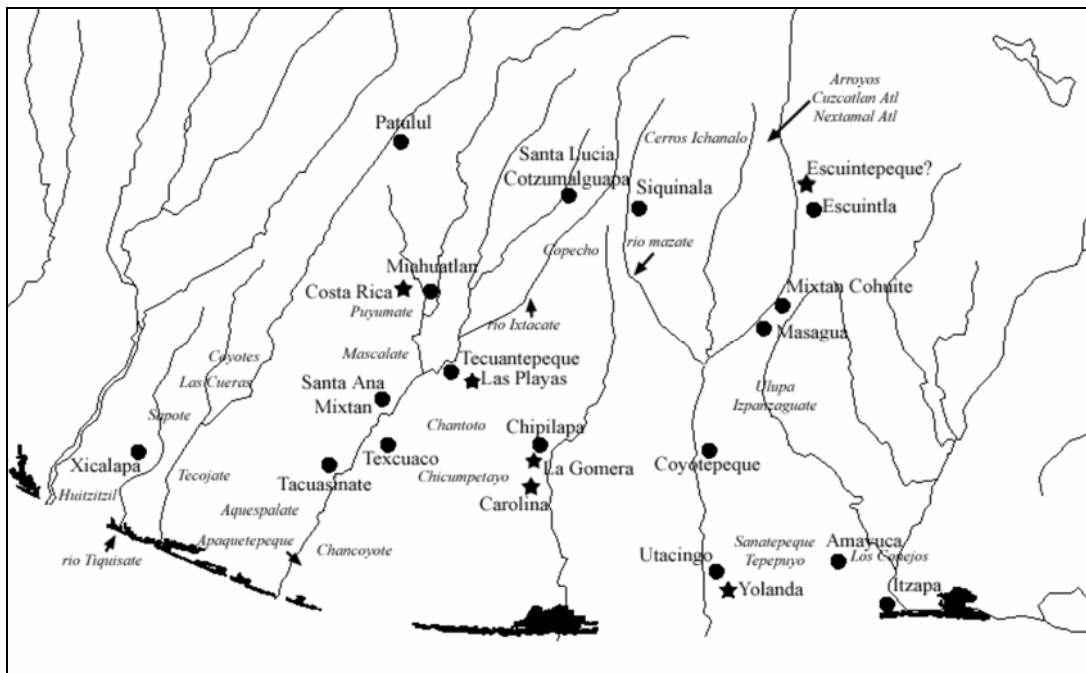 Arroyos
Cuzcatlan Atl
Nextamal Atl
Patulul
Cerros Ichanalo
Santa Lucia
Cotzumalguapa
Siquinala
Escuintepeque?
Escuintla
rio mazate
Copecho
Miahuatlan
Costa Rica
Puyumate
rio Ixtacate
Mixtan Cohuite
Masagua
Mascalate
Coyotes
Las Cueras
Tecuantepeque
Las Playas
Santa Ana
Mixtan
Ulupa
Izpanzaguate
Sapote
Chantoto
Chipilapa
Xicalapa
Texcuaco
La Gomera
Coyotepeque
Tecojate
Tacuasinate
Chicumpetayo
Huitzitzil
Carolina
Aquespalate
Apaquetepeque
Chancoyote
rio Tiquisate
Utacingo
Sanatepeque
Tepepuyo
Amayuca
Los Conejos
Yolanda
Itzapa